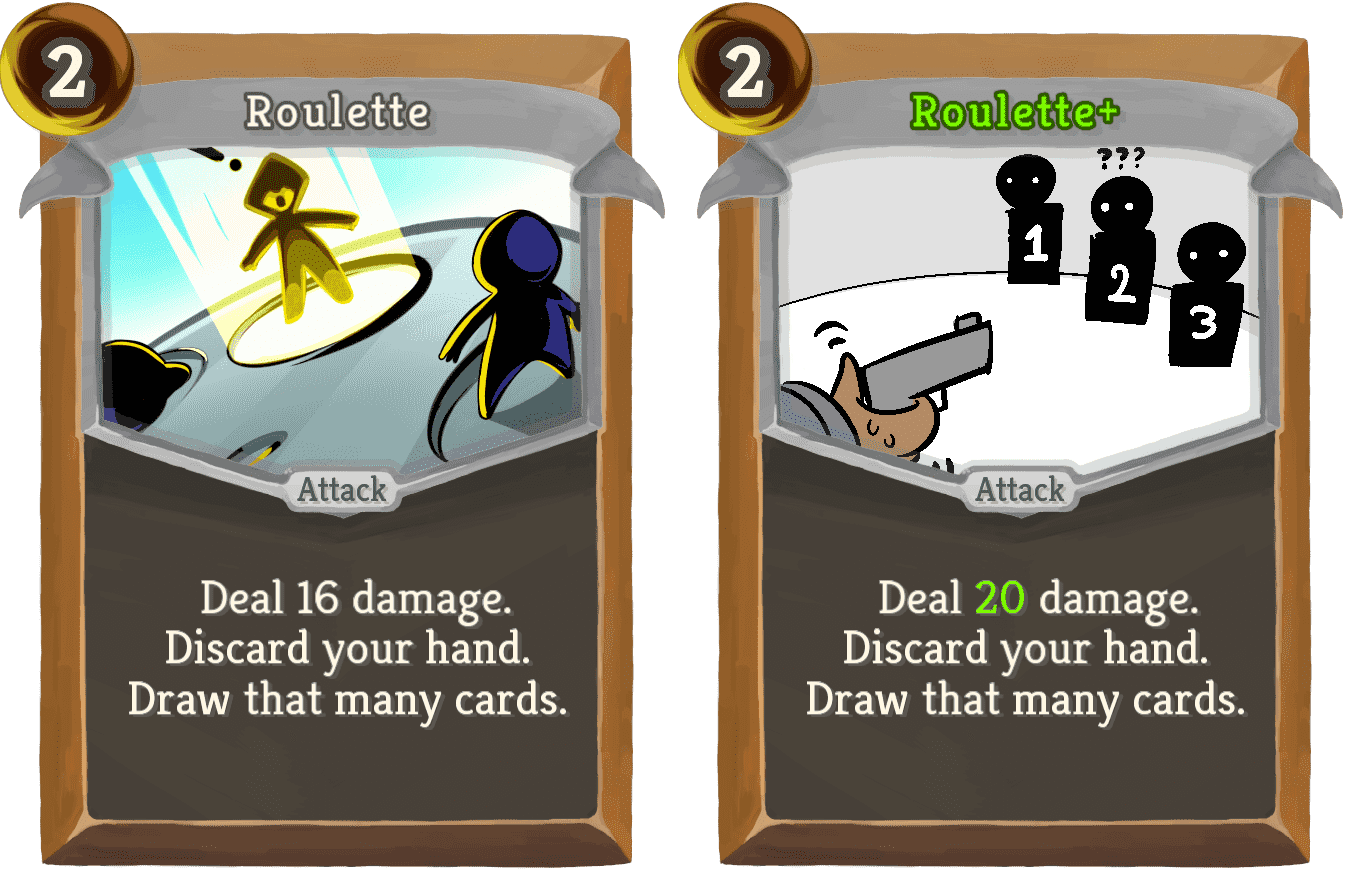 2
Roulette
Attack
Deal 16 damage.
Discard your hand.
Draw that many cards.
2
Roulette+
???
1
2
3
Attack
Deal 20 damage.
Discard your hand.
Draw that many cards.